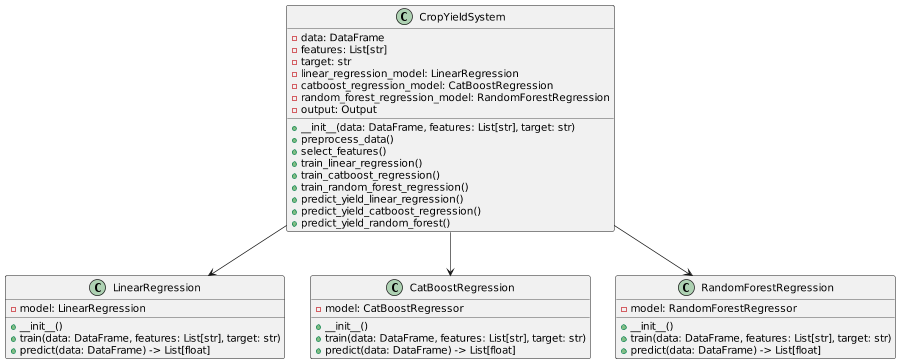 C CropYieldSystem
data: DataFrame
features: List[str]
target: str
linear_regression_model: LinearRegression
catboost_regression_model: CatBoostRegression
random_forest_regression_model: RandomForestRegression
output: Output
__init__(data: DataFrame, features: List[str], target: str)
preprocess_data()
select_features()
train_linear_regression()
train_catboost_regression()
train_random_forest_regression()
predict_yield_linear_regression()
predict_yield_catboost_regression()
predict_yield_random_forest()
C LinearRegression
model: LinearRegression
__init__()
train(data: DataFrame, features: List[str], target: str)
predict(data: DataFrame) -> List[float]
C CatBoostRegression
model: CatBoostRegressor
__init__()
train(data: DataFrame, features: List[str], target: str)
predict(data: DataFrame) -> List[float]
C RandomForestRegression
model: RandomForestRegressor
__init__()
train(data: DataFrame, features: List[str], target: str)
predict(data: DataFrame) -> List[float]